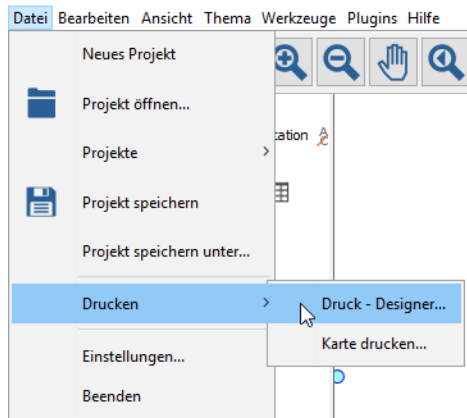 Datei Bearbeiten Ansicht Thema Werkzeuge Plugins Hilfe
Neues Projekt
Projekt öffnen...
Projekte
Projekt speichern
Projekt speichern unter...
Drucken
Druck - Designer...
Karte drucken...
Einstellungen...
Beenden